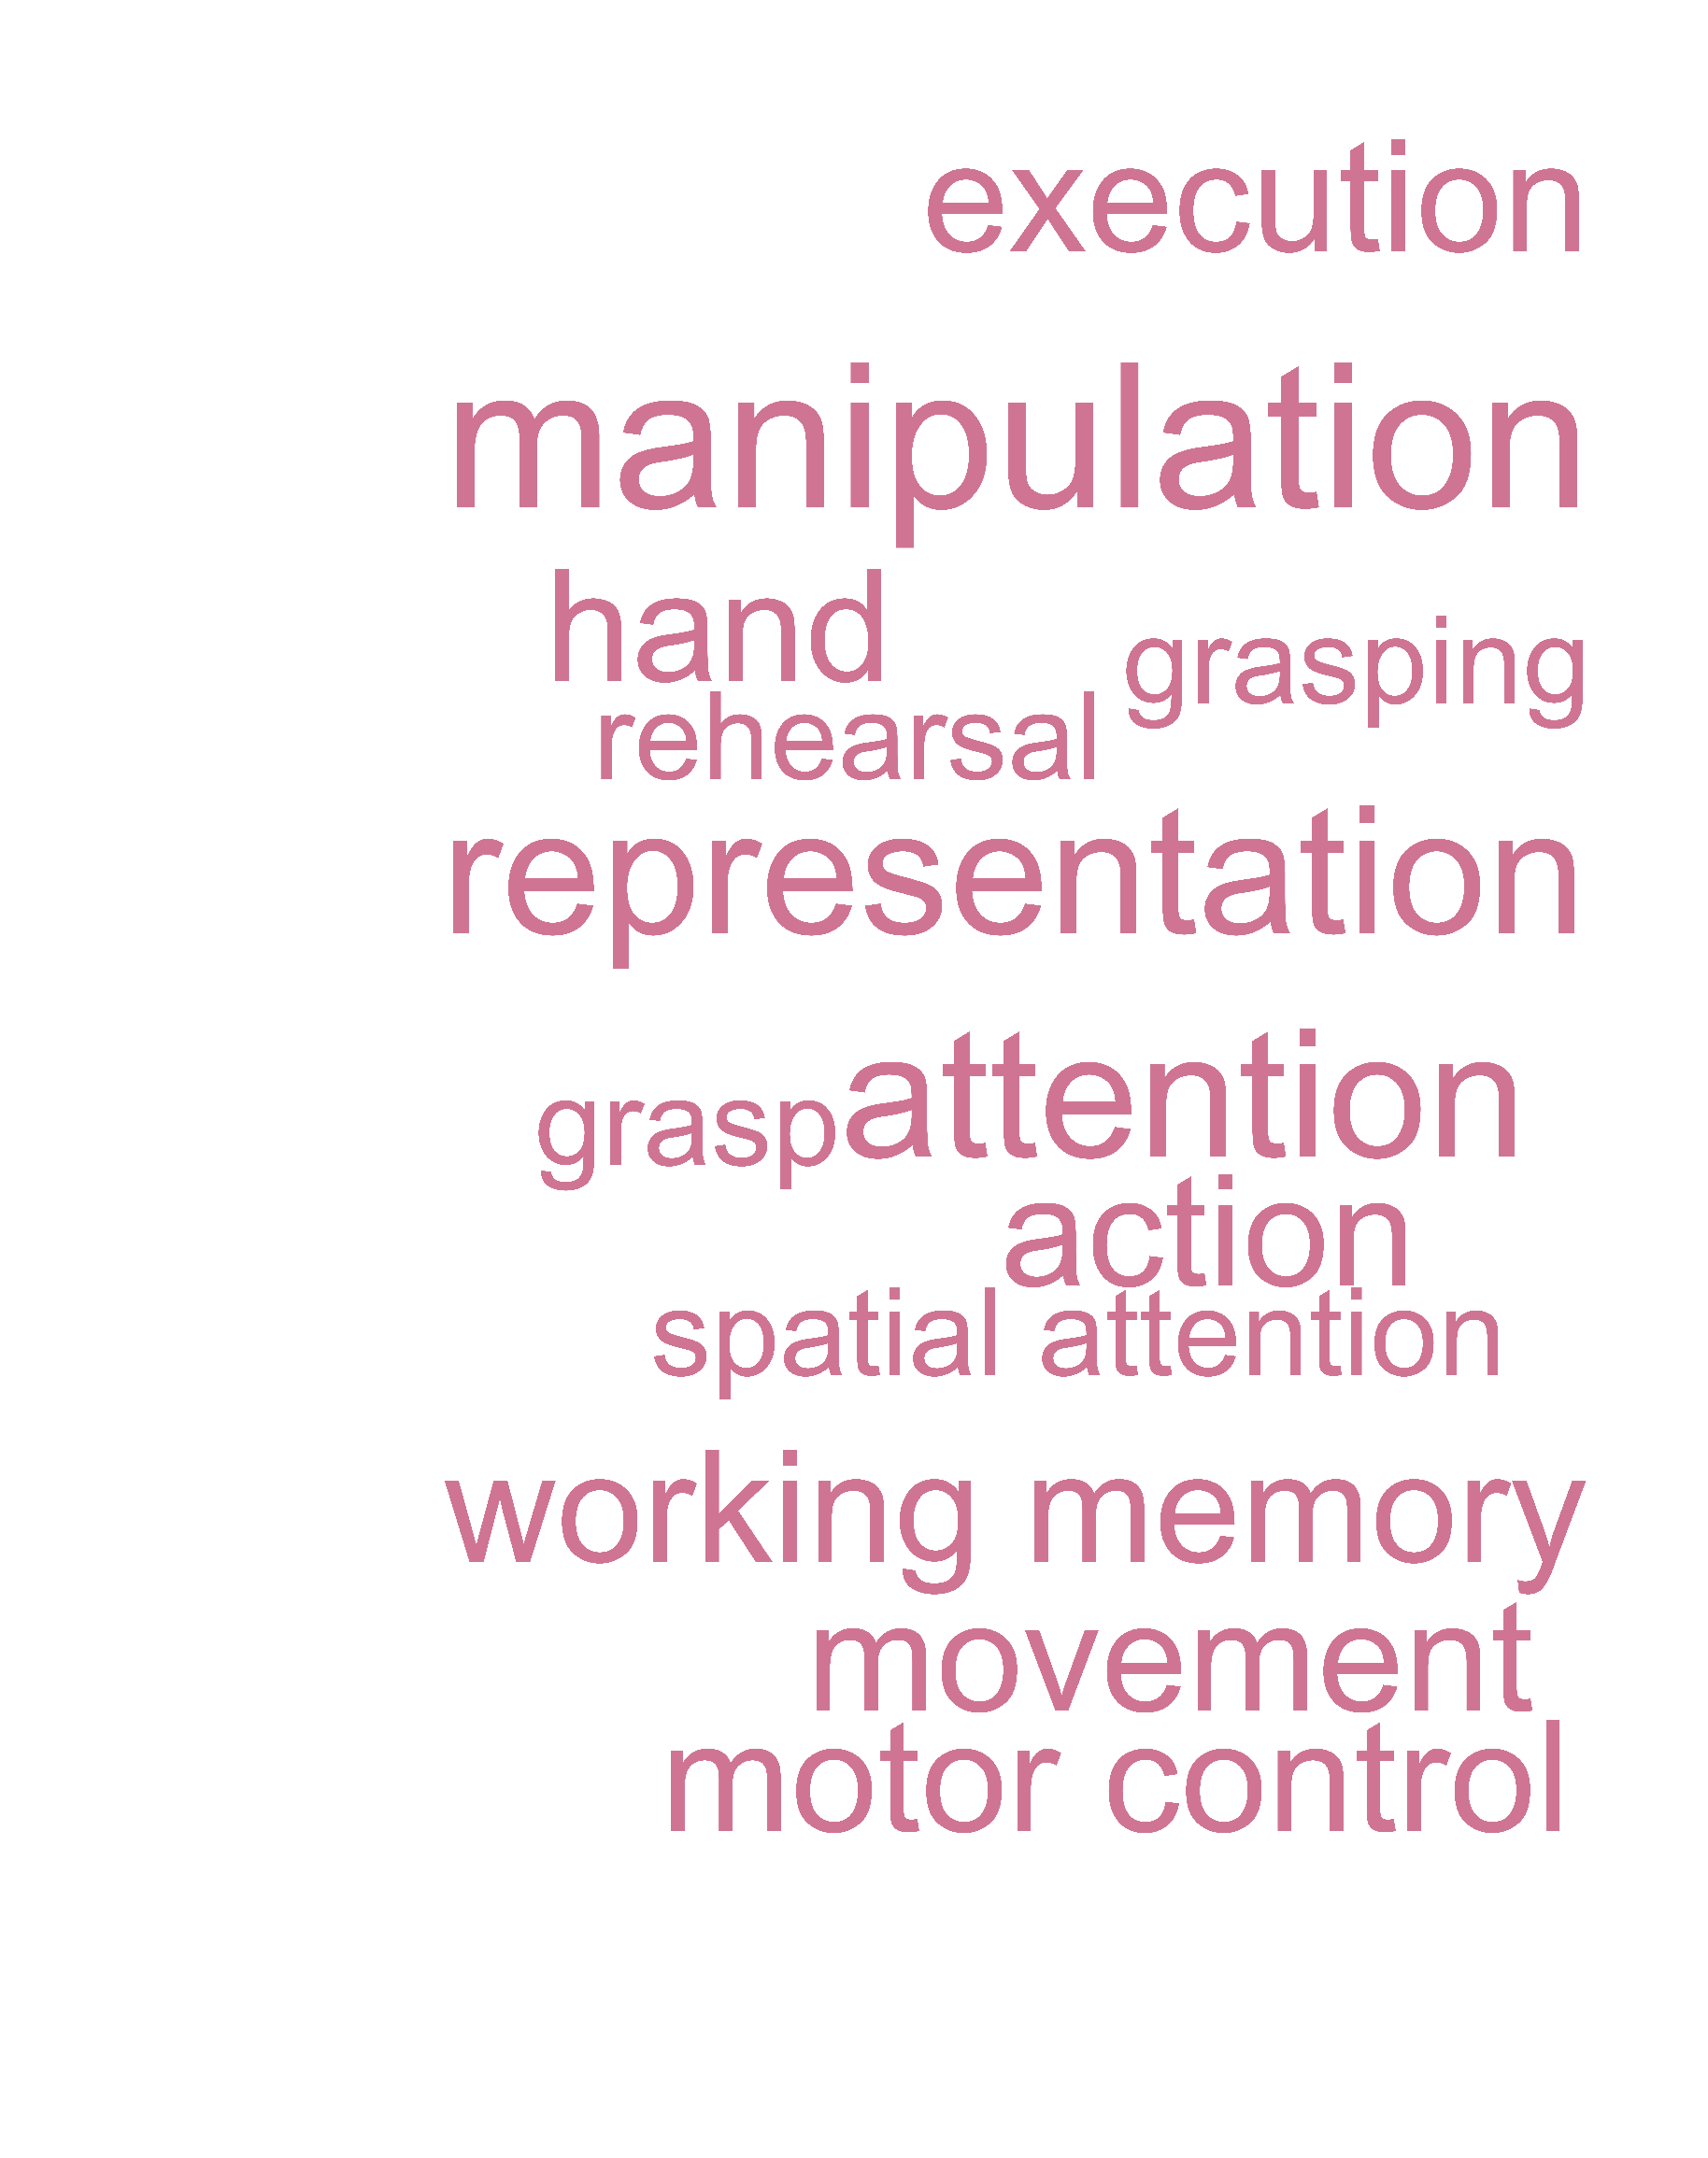 execution
manipulation
hand
grasping
rehearsal
representation
attention
grasp
action
spatial attention
working memory
movement
motor control